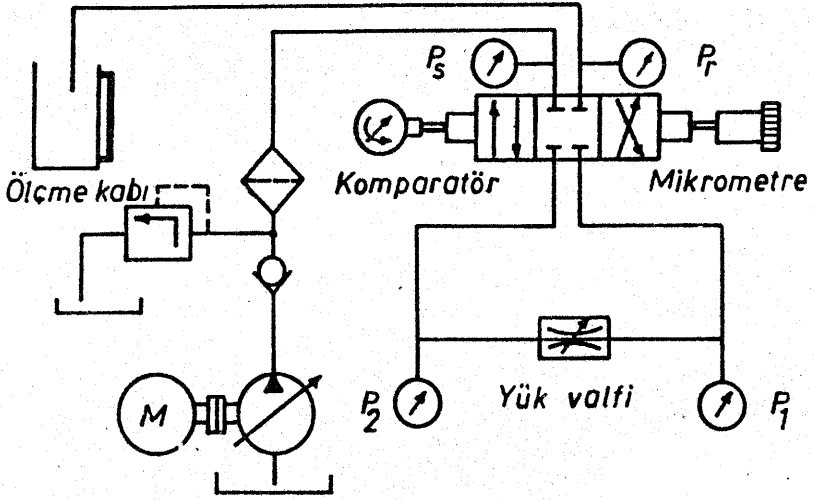 Ps
Pr
Komparatör
Mikrometre
Ölçme kabı
M
P2
Yük valfi
P1